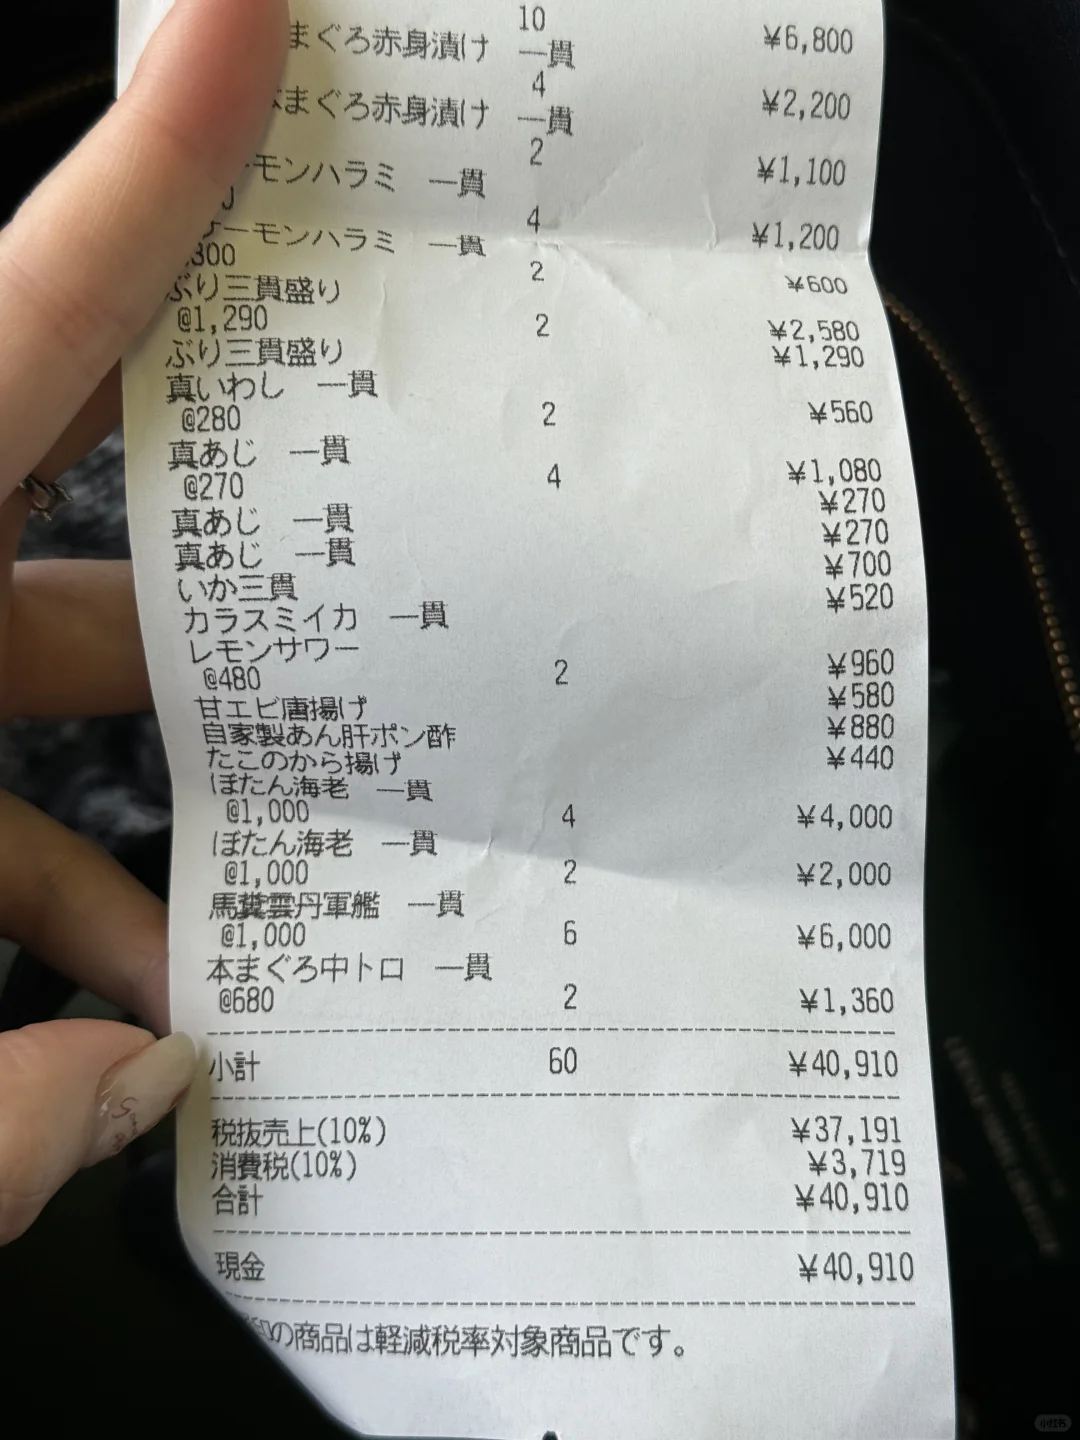 10 ¥6,800
まぐろ赤身漬け 一貫
4 ¥2,200
まぐろ赤身漬け 一貫
2 ¥1,100
ーモンハラミ 一貫
4 ¥1,200
サーモンハラミ 一貫
300 2 ¥600
ぶり三貫盛り
@1,290 2 ¥2,580
ぶり三貫盛り ¥1,290
真いわし 一貫
@280 2 ¥560
真あじ 一貫
@270 4 ¥1,080
真あじ 一貫 ¥270
真あじ 一貫 ¥270
いか三貫 ¥700
カラスミイカ 一貫 ¥520
レモンサワー
@480 2 ¥960
甘エビ唐揚げ ¥580
自家製あん肝ポン酢 ¥880
たこのから揚げ ¥440
ぼたん海老 一貫
@1,000 4 ¥4,000
ぼたん海老 一貫
@1,000 2 ¥2,000
馬糞雲丹軍艦 一貫
@1,000 6 ¥6,000
本まぐろ中トロ 一貫
@680 2 ¥1,360
小計 60 ¥40,910
税抜売上(10%) ¥37,191
消費税(10%) ¥3,719
合計 ¥40,910
現金 ¥40,910
の商品は軽減税率対象商品です。